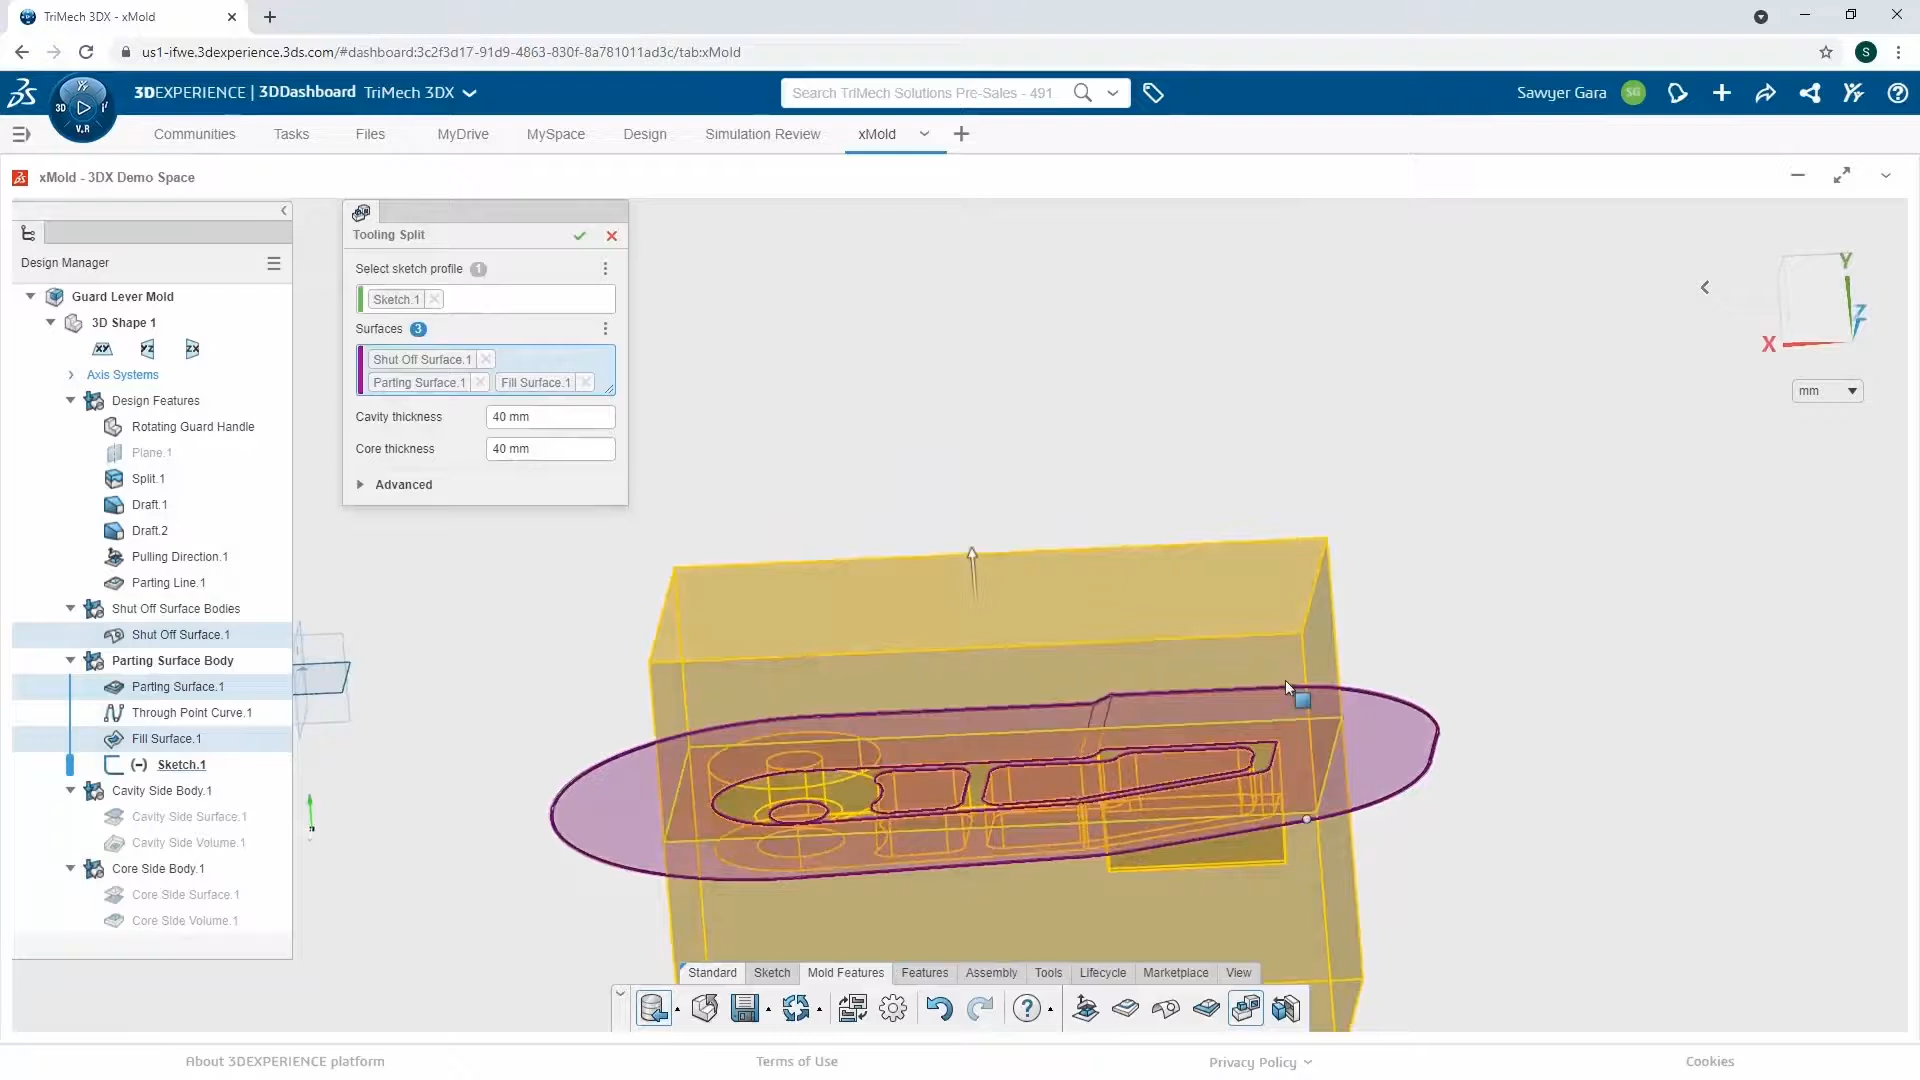 TriMech 3DX - xMold
us1-ifwe.3dexperience.3ds.com/#dashboard:3c2f3d17-91d9-4863-830f-8a781011ad3c/tab:xMold
S
3D
V,R
3DEXPERIENCE | 3DDashboard TriMech 3DX
Search TriMech Solutions Pre-Sales - 491
Sawyer Gara SG
Communities Tasks Files MyDrive MySpace Design Simulation Review xMold
xMold - 3DX Demo Space
Design Manager
Guard Lever Mold
3D Shape 1
XY YZ ZX
Axis Systems
Design Features
Rotating Guard Handle
Plane.1
Split.1
Draft.1
Draft.2
Pulling Direction.1
Parting Line.1
Shut Off Surface Bodies
Shut Off Surface.1
Parting Surface Body
Parting Surface.1
Through Point Curve.1
Fill Surface.1
(-) Sketch.1
Cavity Side Body.1
Cavity Side Surface.1
Cavity Side Volume.1
Core Side Body.1
Core Side Surface.1
Core Side Volume.1
Tooling Split
Select sketch profile 1
Sketch.1
Surfaces 3
Shut Off Surface.1
Parting Surface.1 Fill Surface.1
Cavity thickness 40 mm
Core thickness 40 mm
Advanced
Y
Z
X
mm
Standard Sketch Mold Features Features Assembly Tools Lifecycle Marketplace View
About 3DEXPERIENCE platform Terms of Use Privacy Policy Cookies